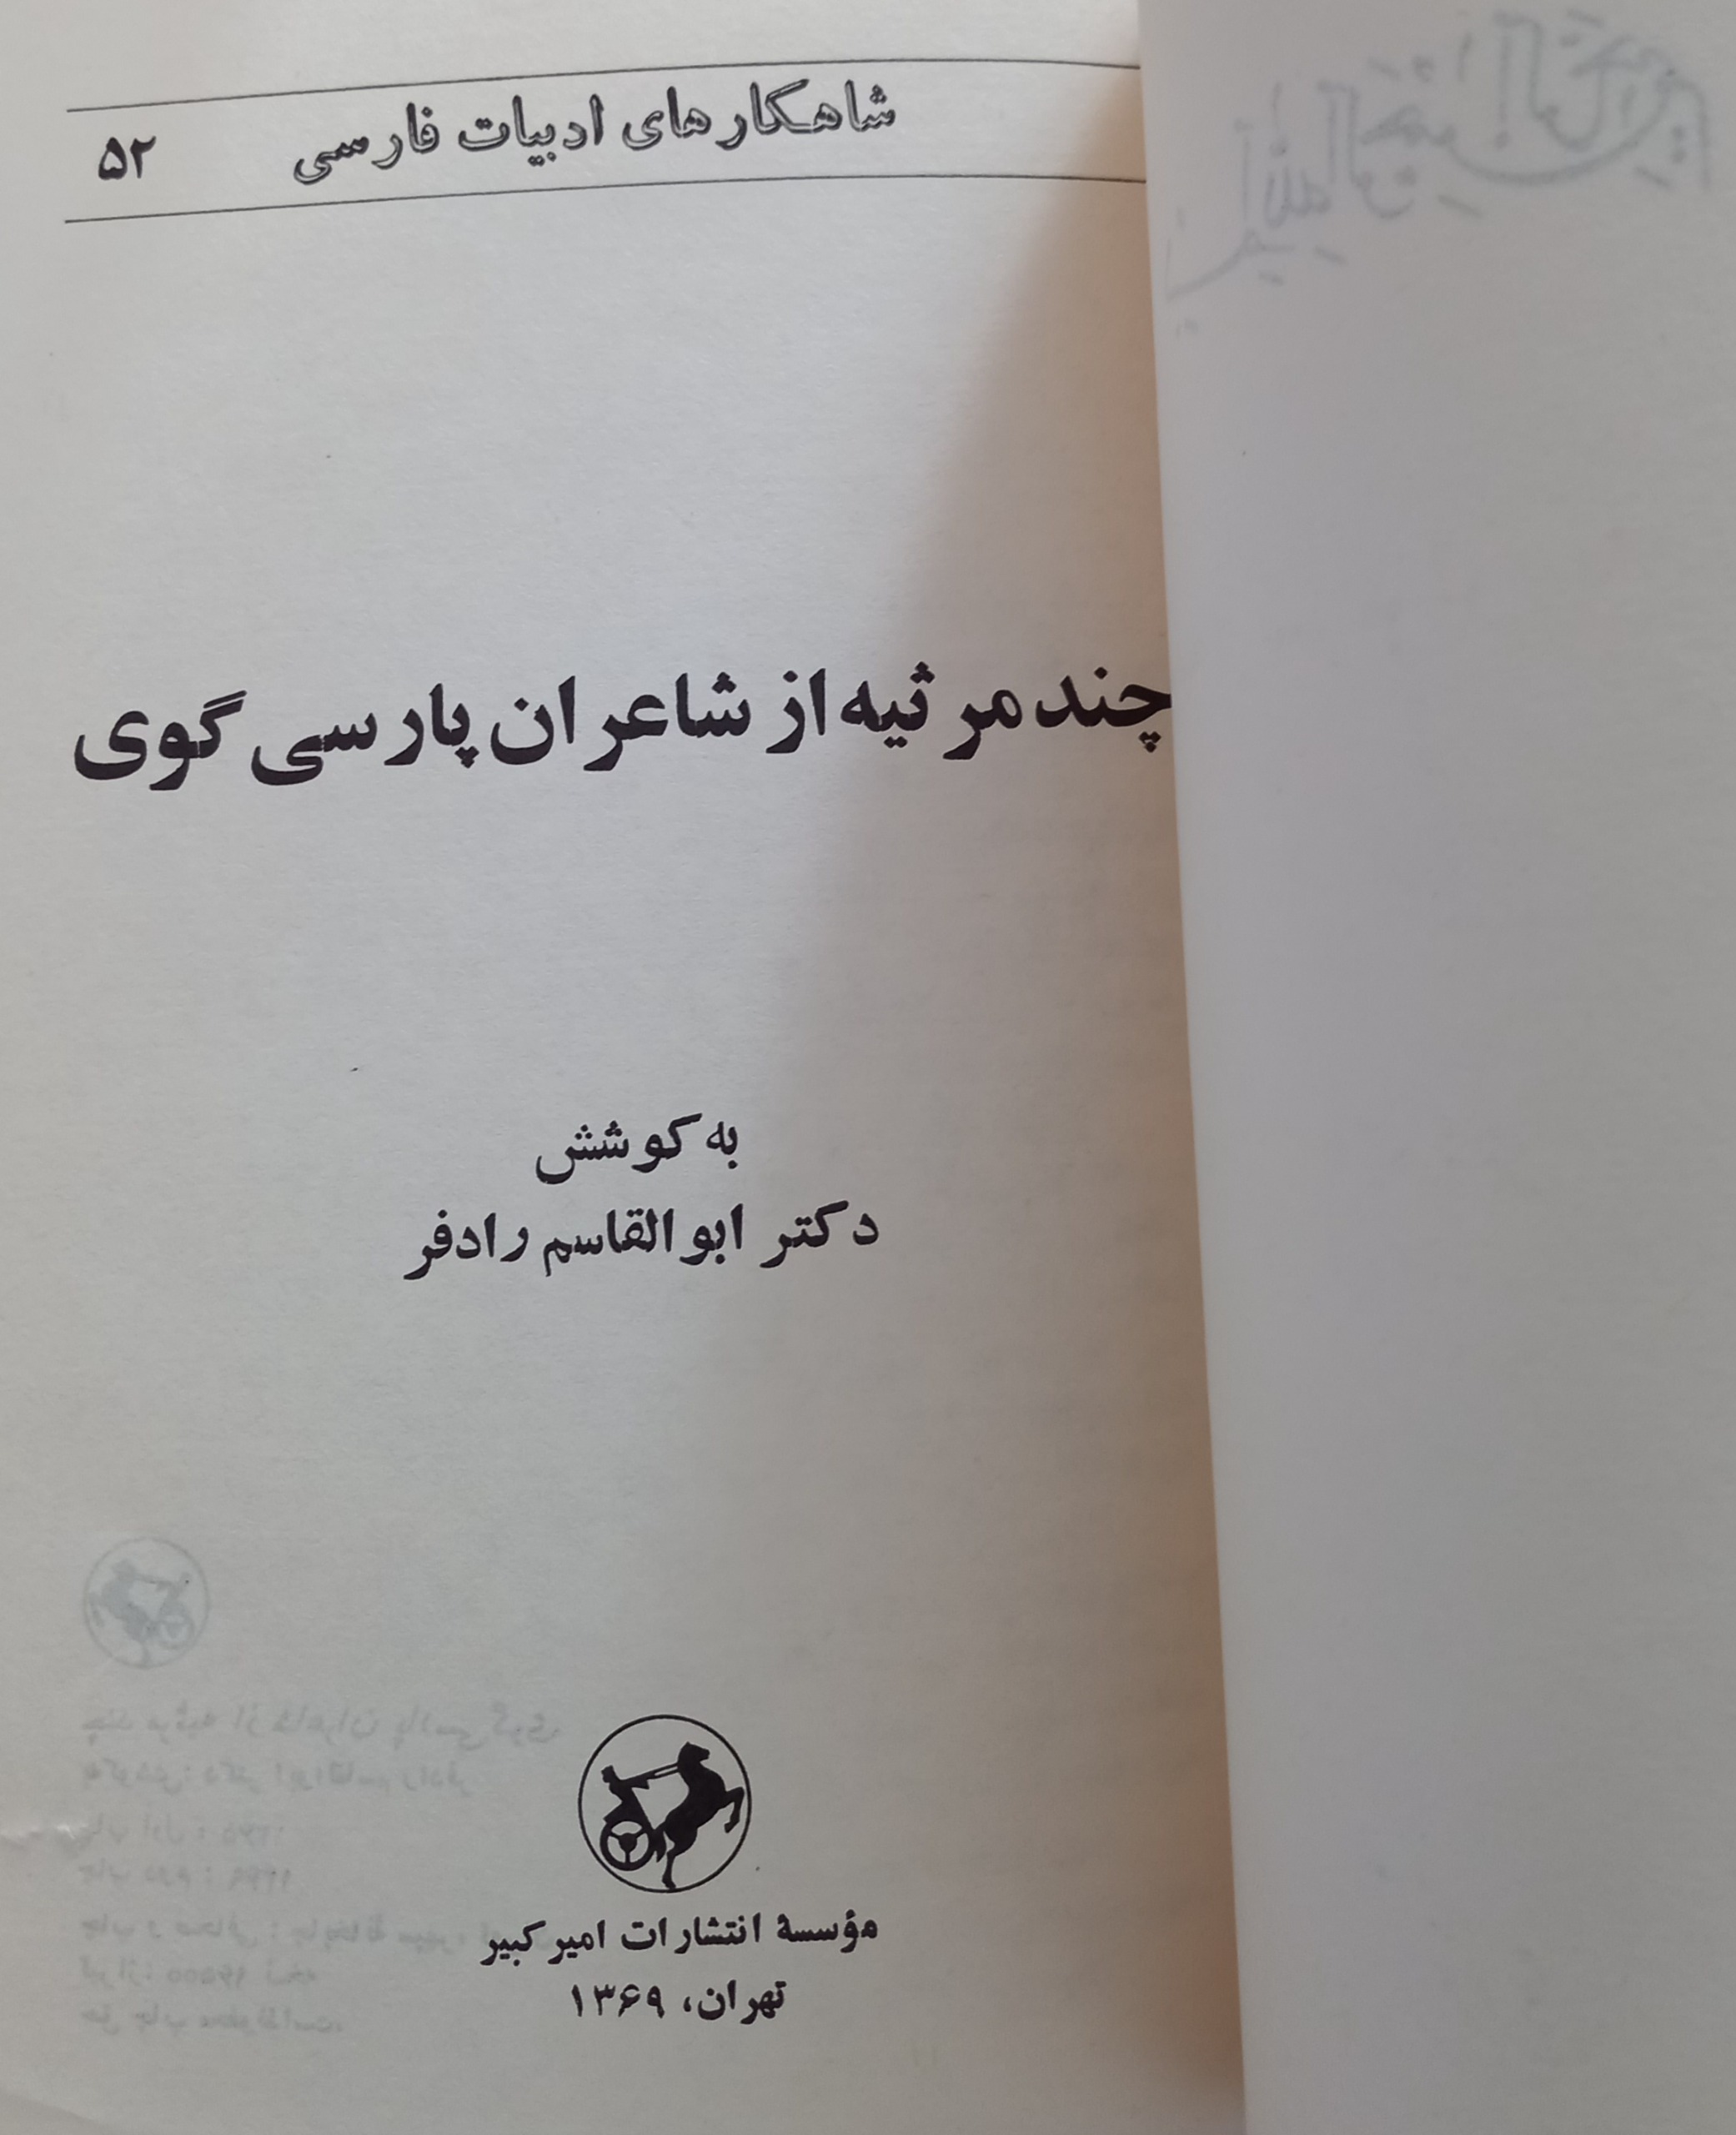 شاهکارهای ادبیات فارسی ۵۲
چند مرثیه از شاعران پارسی گوی
به کوشش
دکتر ابوالقاسم رادفر
مؤسسهٔ انتشارات امیرکبیر
تهران، ۱۳۶۹